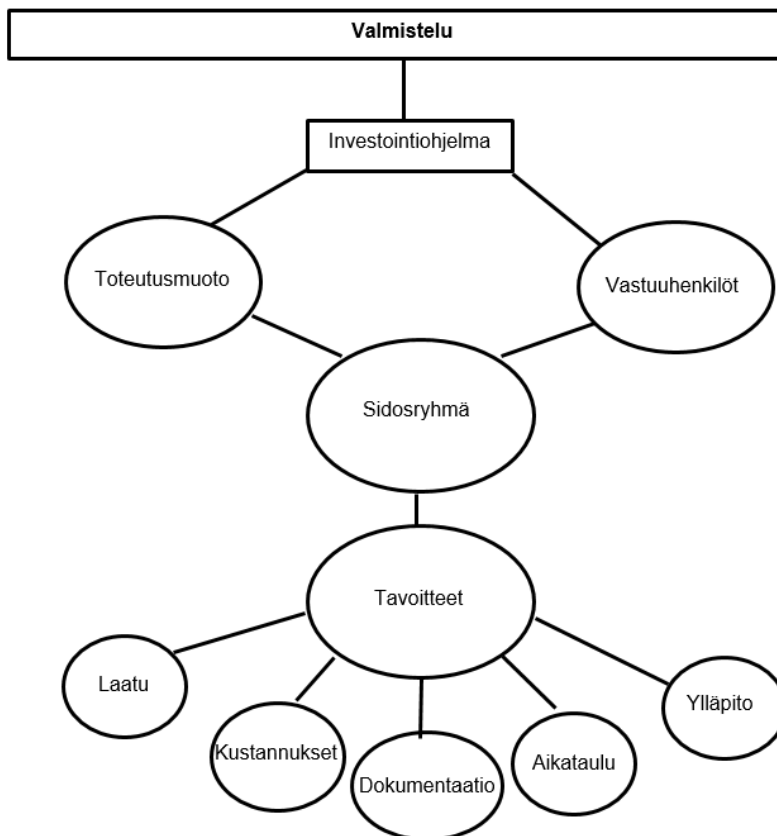 Valmistelu
Investointiohjelma
Toteutusmuoto
Vastuuhenkilöt
Sidosryhmä
Tavoitteet
Laatu
Kustannukset
Dokumentaatio
Aikataulu
Ylläpito